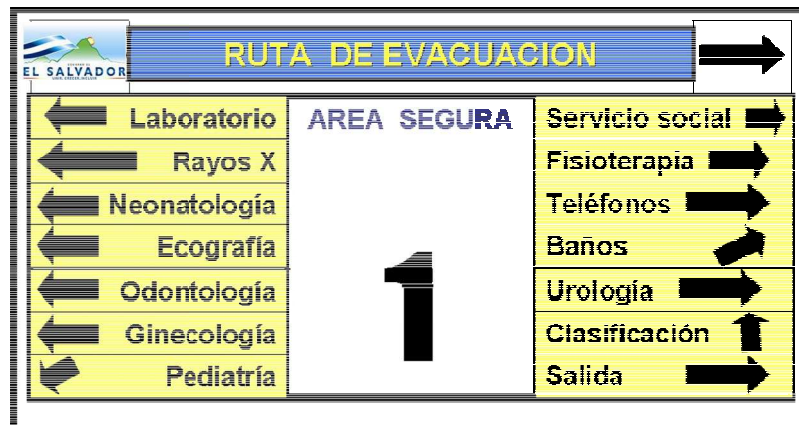 RUTA DE EVACUACION
EL SALVADOR
Laboratorio
Rayos X
Neonatología
Ecografía
Odontología
Ginecología
Pediatría
AREA SEGURA
1
Servicio social
Fisioterapia
Teléfonos
Baños
Urología
Clasificación
Salida